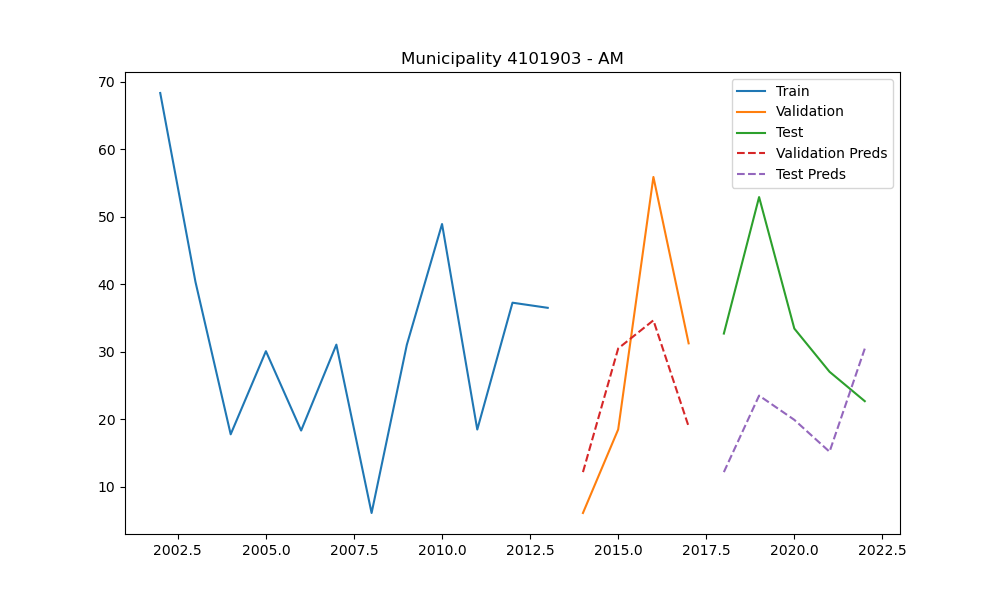 Municipality 4101903 - AM
70
60
50
40
30
20
10
Train
Validation
Test
Validation Preds
Test Preds
2002.5 2005.0 2007.5 2010.0 2012.5 2015.0 2017.5 2020.0 2022.5